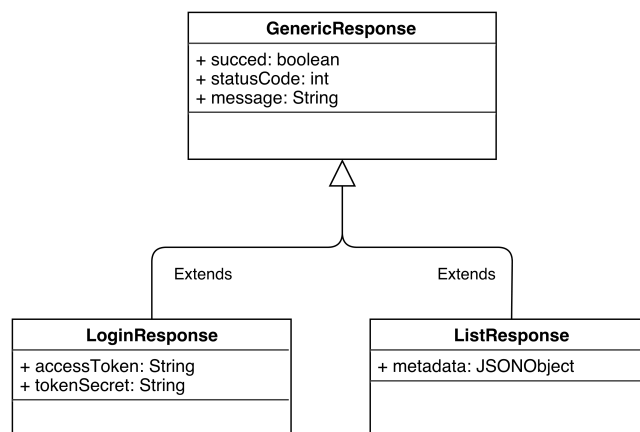 GenericResponse
+ succed: boolean
+ statusCode: int
+ message: String
Extends
Extends
LoginResponse
+ accessToken: String
+ tokenSecret: String
ListResponse
+ metadata: JSONObject